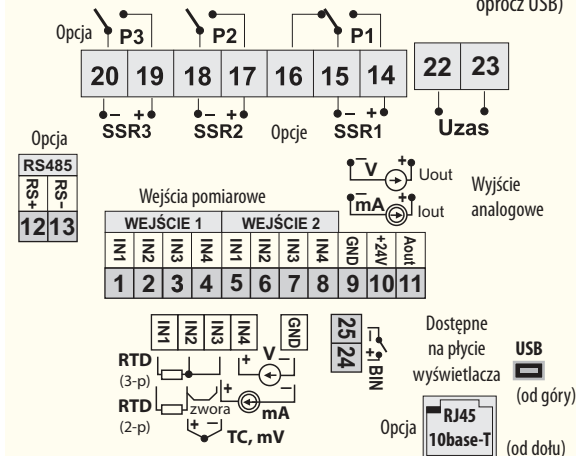 oprócz USB)
Opcja P3 P2 P1
20 19 18 17 16 15 14 22 23
– + – + – +
SSR3 SSR2 Opcje SSR1 Uzas
Opcja
RS485
RS+ RS-
12 13
– V + Uout
– mA + Iout
Wyjście
analogowe
Wejścia pomiarowe
WEJŚCIE 1 WEJŚCIE 2
IN1 IN2 IN3 IN4 IN1 IN2 IN3 IN4 GND +24V Aout
1 2 3 4 5 6 7 8 9 10 11
IN1 IN2 IN3 IN4 GND
RTD
(3-p)
+ V –
RTD
(2-p)
zwora
+ mA –
+ –
TC, mV
25 –
24 +
BIN
Dostępne
na płycie
wyświetlacza
USB
(od góry)
Opcja
RJ45
10base-T
(od dołu)